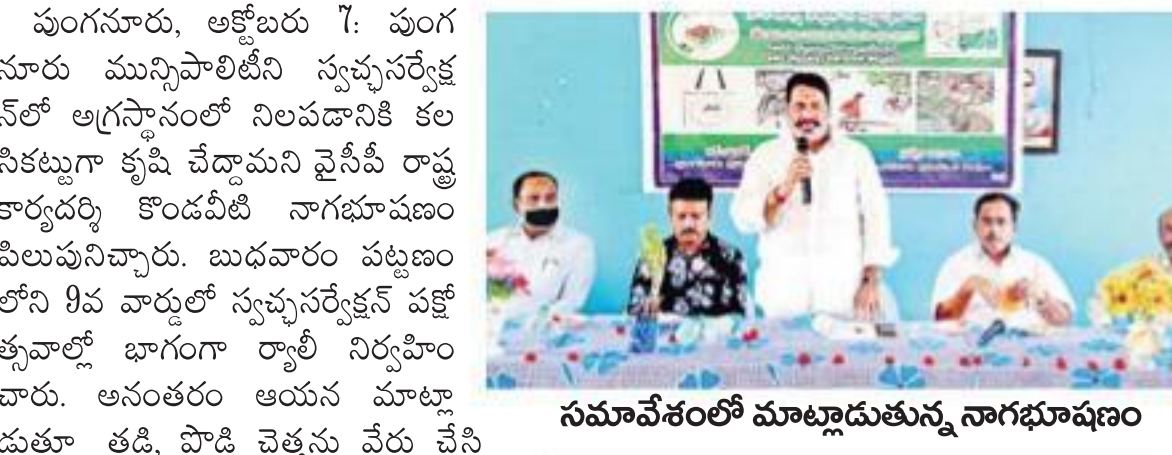 పుంగనూరు, అక్టోబరు 7: పుంగ
నూరు మున్సిపాలిటీని స్వచ్ఛసర్వేక్ష
న్‌లో అగ్రస్థానంలో నిలపడానికి కల
సికట్టుగా కృషి చేద్దామని వైసీపీ రాష్ట్ర
కార్యదర్శి కొండవీటి నాగభూషణం
పిలుపునిచ్చారు. బుధవారం పట్టణం
లోని 9వ వార్డులో స్వచ్ఛసర్వేక్షన్ పక్షో
త్సవాల్లో భాగంగా ర్యాలీ నిర్వహిం
చారు. అనంతరం ఆయన మాట్లా
డుతూ తడి, పొడి చెత్తను వేరు చేసి
సమావేశంలో మాట్లాడుతున్న నాగభూషణం